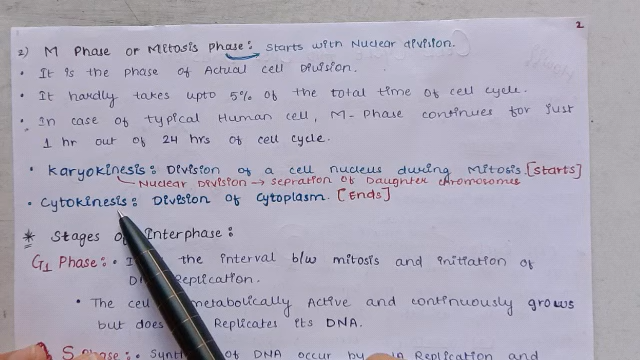 2
2) M Phase or Mitosis phase: Starts with Nuclear division.
• It is the phase of Actual cell Division.
• It hardly takes upto 5% of the total time of cell cycle.
• In case of typical Human cell, M-Phase continues for just
1 hr out of 24 hrs of cell cycle.
• Karyokinesis: Division of a cell nucleus during Mitosis.[Starts]
Nuclear Division → sepration of Daughter chromosomes
• Cytokinesis: Division of Cytoplasm. [Ends]
* Stages Interphase:
G1 Phase: • the interval b/w mitosis and initiation of
Replication.
• The cell metabolically Active and continuously grows
but does Replicates its DNA.
S of DNA occur by Replication and